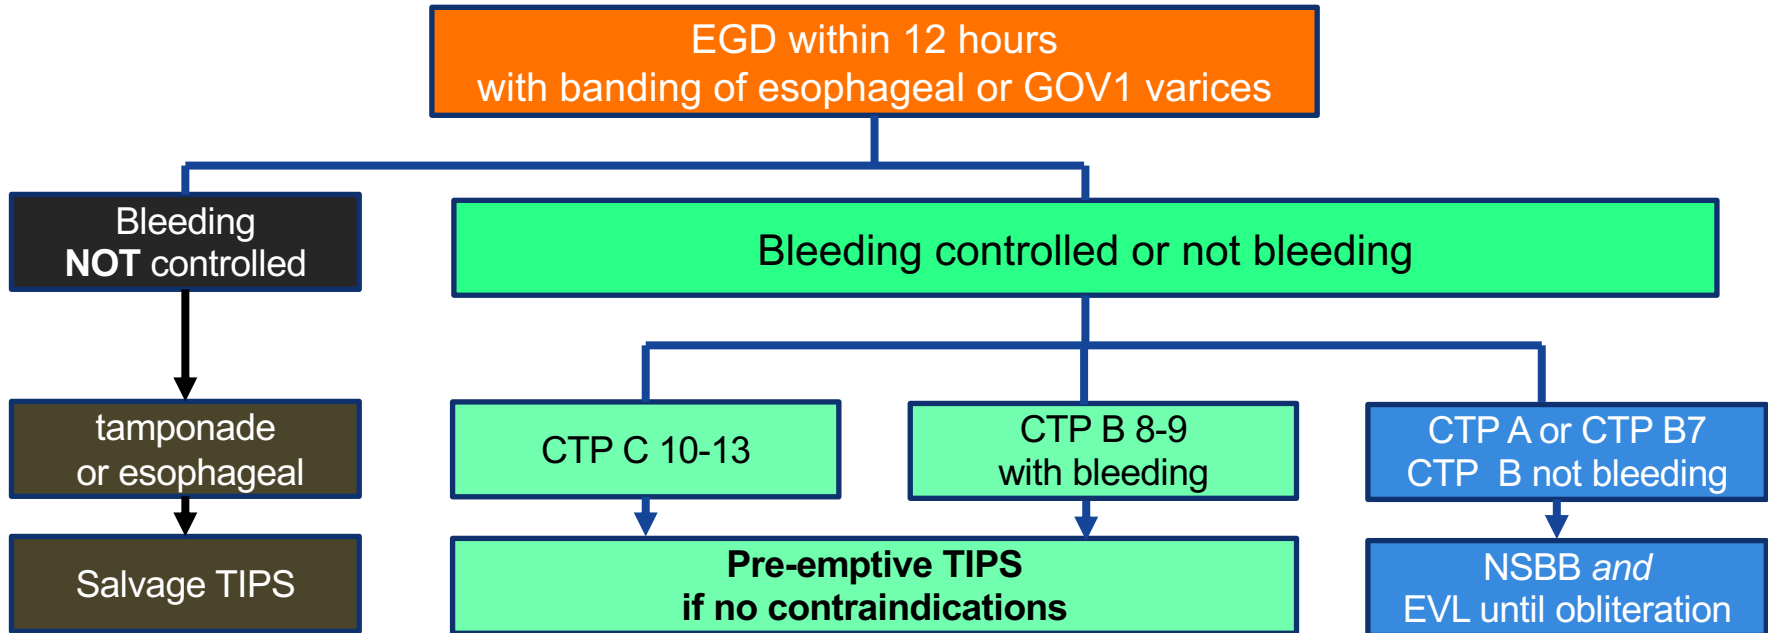 EGD within 12 hours
with banding of esophageal or GOV1 varices
Bleeding
NOT controlled
Bleeding controlled or not bleeding
tamponade
or esophageal
CTP C 10-13
CTP B 8-9
with bleeding
CTP A or CTP B7
CTP B not bleeding
Salvage TIPS
Pre-emptive TIPS
if no contraindications
NSBB and
EVL until obliteration